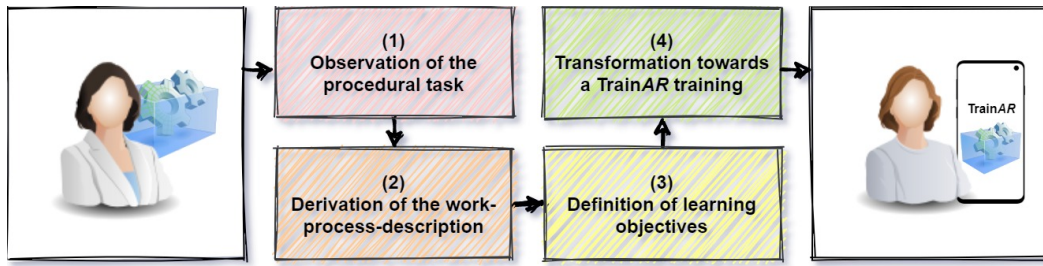 (1)
Observation of the
procedural task
(2)
Derivation of the work-
process-description
(3)
Definition of learning
objectives
(4)
Transformation towards
a TrainAR training
TrainAR